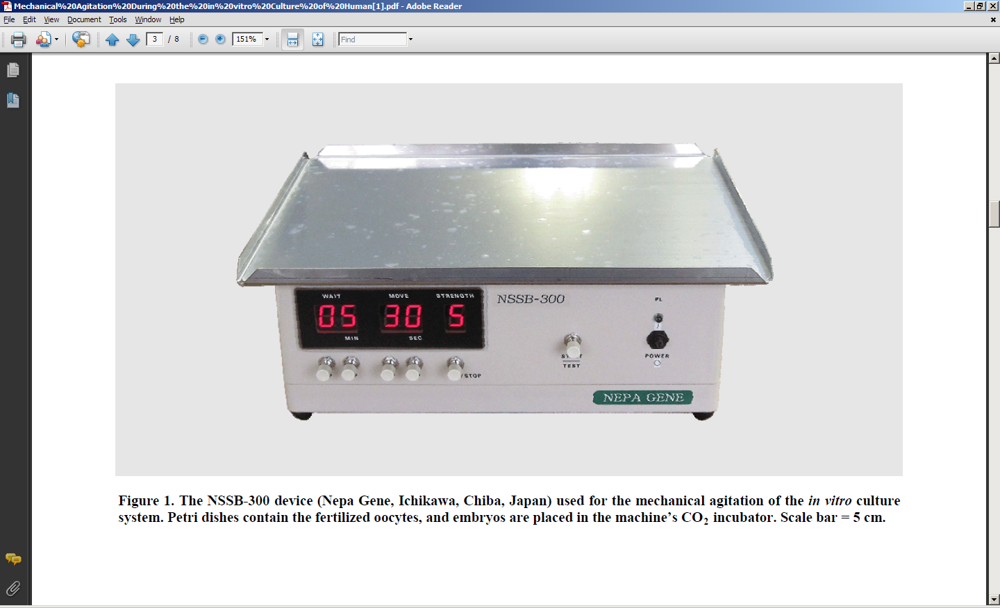 Mechanical%20Agitation%20During%20the%20in%20vitro%20Culture%20of%20Human[1].pdf - Adobe Reader
File Edit View Document Tools Window Help
3 / 8 151% Find
WAIT MOVE STRENGTH
05 30 5
MIN SEC
/STOP
NSSB-300
START
TEST
PL
POWER
NEPA GENE
Figure 1. The NSSB-300 device (Nepa Gene, Ichikawa, Chiba, Japan) used for the mechanical agitation of the in vitro culture
system. Petri dishes contain the fertilized oocytes, and embryos are placed in the machine's CO₂ incubator. Scale bar = 5 cm.